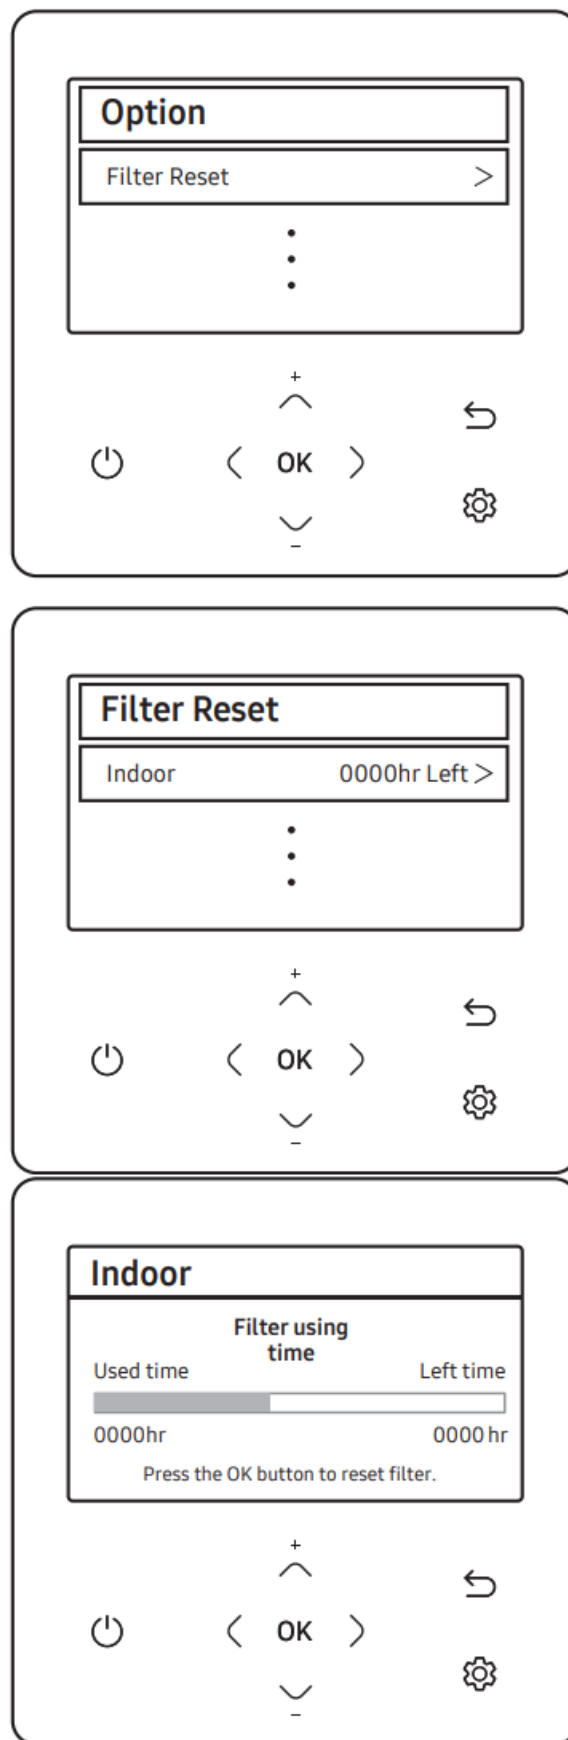 Option
Filter Reset >
+
OK
-
Filter Reset
Indoor 0000hr Left >
+
OK
-
Indoor
Filter using
time
Used time Left time
0000hr 0000 hr
Press the OK button to reset filter.
+
OK
-